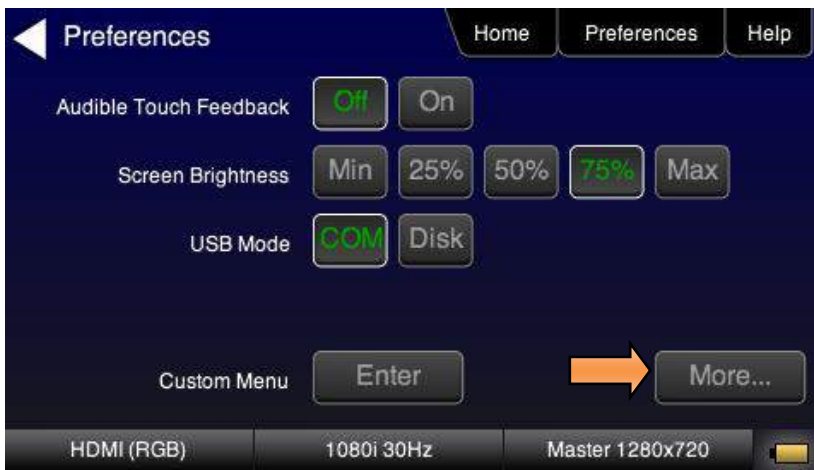 Preferences Home Preferences Help
Audible Touch Feedback Off On
Screen Brightness Min 25% 50% 75% Max
USB Mode COM Disk
Custom Menu Enter More...
HDMI (RGB) 1080i 30Hz Master 1280x720